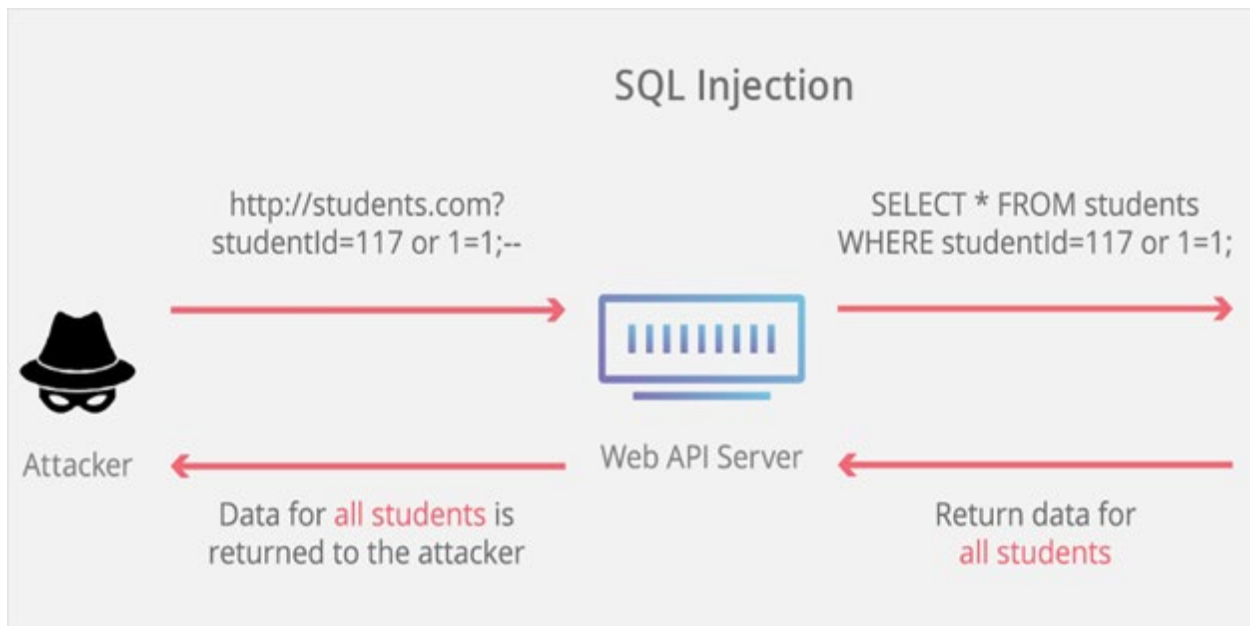 SQL Injection
http://students.com?
studentId=117 or 1=1;--
SELECT * FROM students
WHERE studentId=117 or 1=1;
Attacker
Web API Server
Data for all students is
returned to the attacker
Return data for
all students